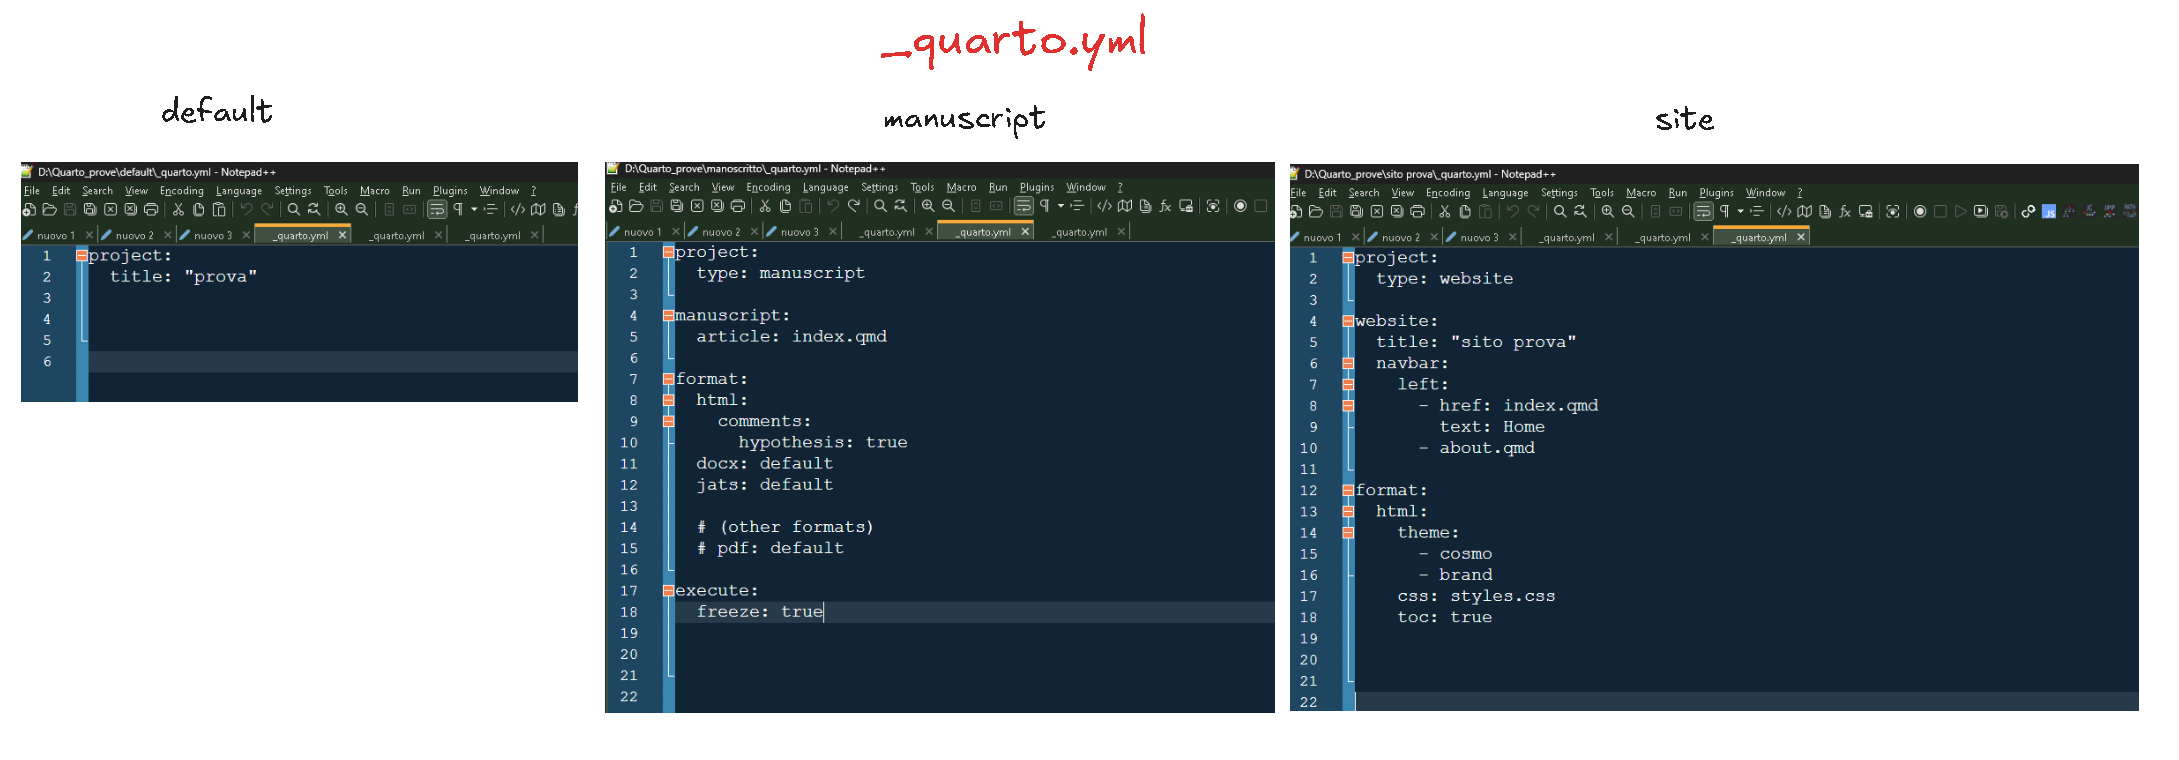 _quarto.yml
default
manuscript
site
D:\Quarto_prove\default\_quarto.yml - Notepad++
File Edit Search View Encoding Language Settings Tools Macro Run Plugins Window ?
nuovo 1 nuovo 2 nuovo 3 _quarto.yml _quarto.yml _quarto.yml
1 project:
2 title: "prova"
3
4
5
6
D:\Quarto_prove\manoscritto\_quarto.yml - Notepad++
File Edit Search View Encoding Language Settings Tools Macro Run Plugins Window ?
nuovo 1 nuovo 2 nuovo 3 _quarto.yml _quarto.yml _quarto.yml
1 project:
2 type: manuscript
3
4 manuscript:
5 article: index.qmd
6
7 format:
8 html:
9 comments:
10 hypothesis: true
11 docx: default
12 jats: default
13
14 # (other formats)
15 # pdf: default
16
17 execute:
18 freeze: true
19
20
21
22
D:\Quarto_prove\sito prova\_quarto.yml - Notepad++
File Edit Search View Encoding Language Settings Tools Macro Run Plugins Window ?
nuovo 1 nuovo 2 nuovo 3 _quarto.yml _quarto.yml _quarto.yml
1 project:
2 type: website
3
4 website:
5 title: "sito prova"
6 navbar:
7 left:
8 - href: index.qmd
9 text: Home
10 - about.qmd
11
12 format:
13 html:
14 theme:
15 - cosmo
16 - brand
17 css: styles.css
18 toc: true
19
20
21
22